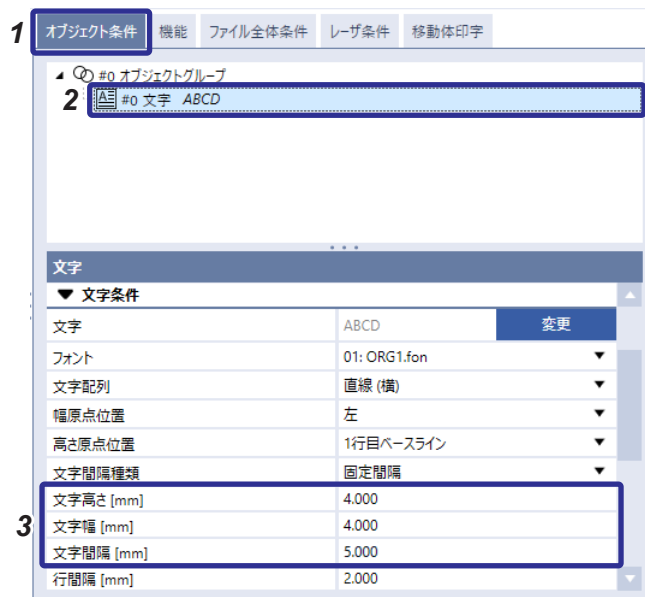 1 オブジェクト条件 機能 ファイル全体条件 レーザ条件 移動体印字
#0 オブジェクトグループ
2 #0 文字 ABCD
文字
▼ 文字条件
文字 ABCD 変更
フォント 01: ORG1.fon
文字配列 直線 (横)
幅原点位置 左
高さ原点位置 1行目ベースライン
文字間隔種類 固定間隔
文字高さ [mm] 4.000
3 文字幅 [mm] 4.000
文字間隔 [mm] 5.000
行間隔 [mm] 2.000